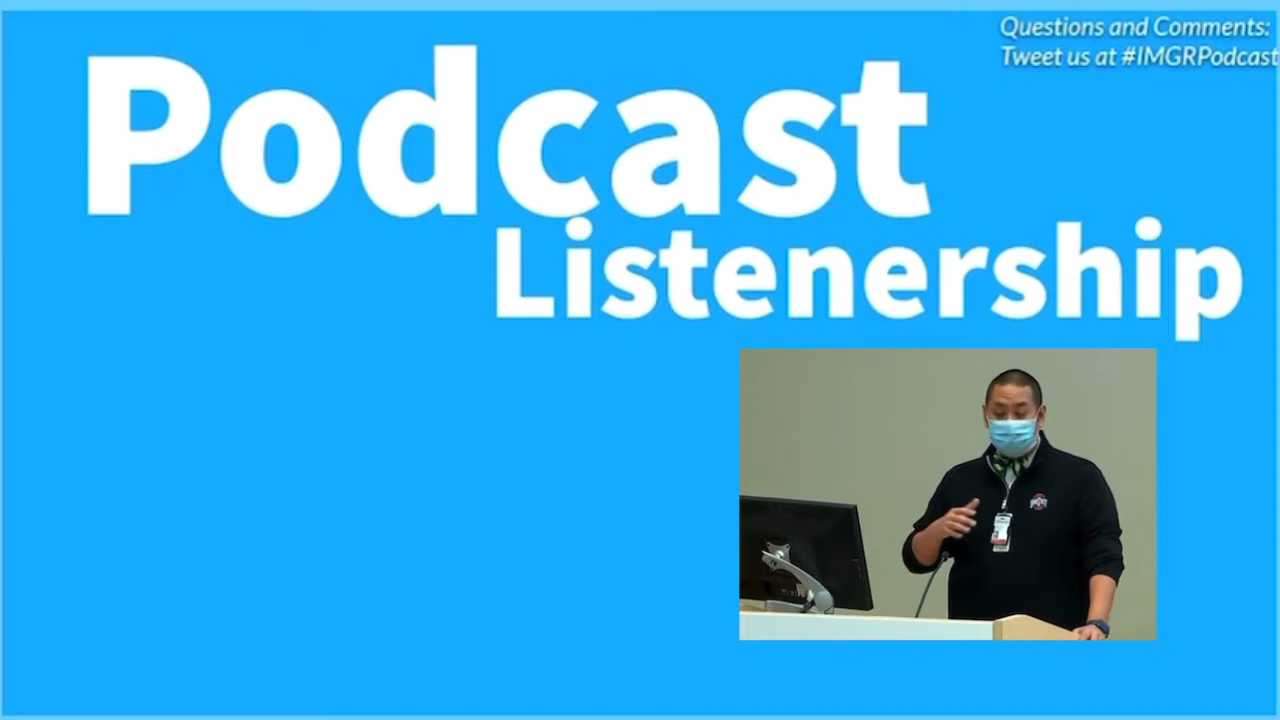 Questions and Comments:
Tweet us at #IMGRPodcast
Podcast
Listenership